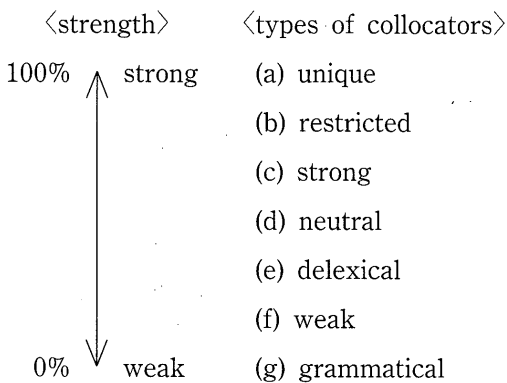 〈strength〉 〈types of collocators〉
100% strong (a) unique
(b) restricted
(c) strong
(d) neutral
(e) delexical
(f) weak
0% weak (g) grammatical